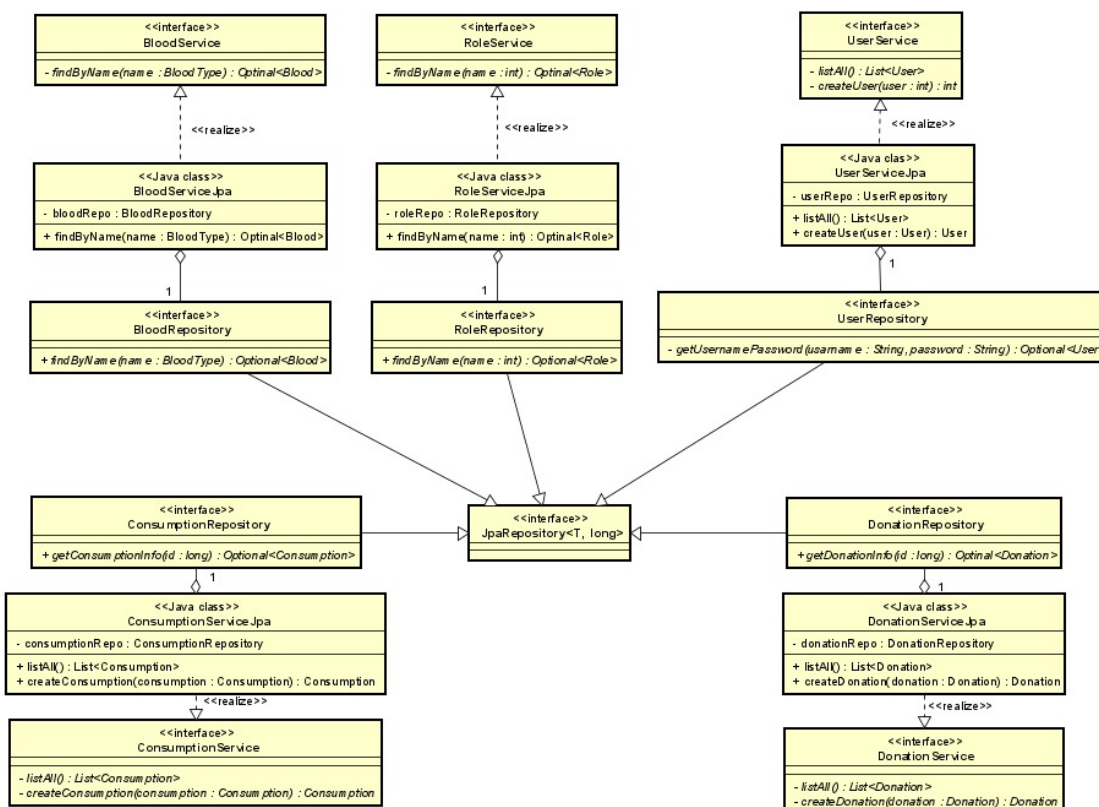 <<interface>>
BloodService
- findByName(name : BloodType) : Optinal<Blood>
<<realize>>
<<Java class>>
BloodServiceJpa
- bloodRepo : BloodRepository
+ findByName(name : BloodType) : Optinal<Blood>
1
<<interface>>
BloodRepository
+ findByName(name : BloodType) : Optional<Blood>
<<interface>>
RoleService
- findByName(name : int) : Optinal<Role>
<<realize>>
<<Java class>>
RoleServiceJpa
- roleRepo : RoleRepository
+ findByName(name : int) : Optinal<Role>
1
<<interface>>
RoleRepository
+ findByName(name : int) : Optional<Role>
<<interface>>
UserService
- listAll() : List<User>
- createUser(user : int) : int
<<realize>>
<<Java clas>>
UserServiceJpa
- userRepo : UserRepository
+ listAll() : List<User>
+ createUser(user : User) : User
1
<<interface>>
UserRepository
- getUsernamePassword(usarname : String, password : String) : Optional<User
<<interface>>
JpaRepository<T, long>
<<interface>>
ConsumptionRepository
+ getConsumptionInfo(id : long) : Optional<Consumption>
1
<<Java class>>
ConsumptionServiceJpa
- consumptionRepo : ConsumptionRepository
+ listAll() : List<Consumption>
+ createConsumption(consumption : Consumption) : Consumption
<<realize>>
<<interface>>
ConsumptionService
- listAll() : List<Consumption>
- createConsumption(consumption : Consumption) : Consumption
<<interface>>
DonationRepository
+ getDonationInfo(id : long) : Optinal<Donation>
1
<<Java class>>
DonationServiceJpa
- donationRepo : DonationRepository
+ listAll() : List<Donation>
+ createDonation(donation : Donation) : Donation
<<realize>>
<<interface>>
DonationService
- listAll() : List<Donation>
- createDonation(donation : Donation) : Donation